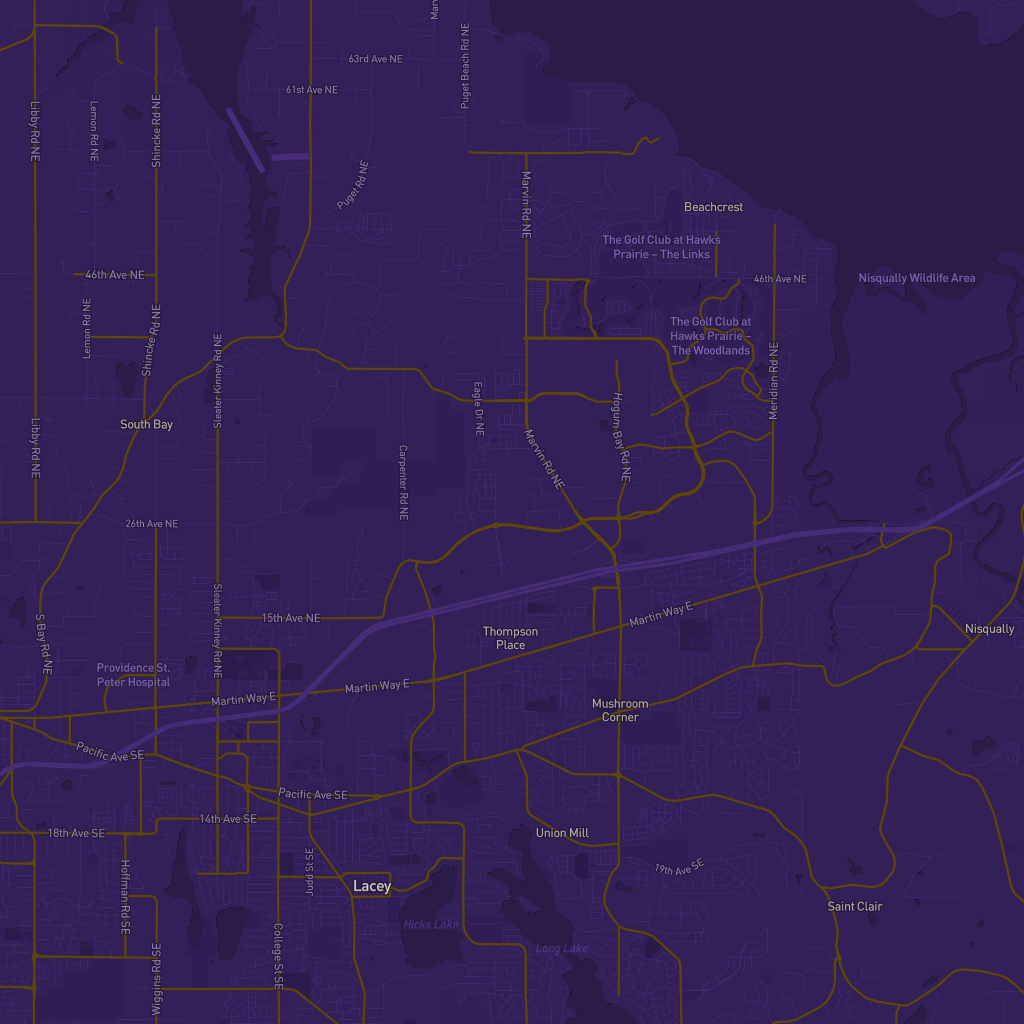 Marv
63rd Ave NE
61st Ave NE
Puget Beach Rd NE
Libby Rd NE
Lemon Rd NE
Shincke Rd NE
Puget Rd NE
Marvin Rd NE
Beachcrest
The Golf Club at Hawks
Prairie – The Links
46th Ave NE
46th Ave NE
Nisqually Wildlife Area
Lemon Rd NE
Shincke Rd NE
Sleater Kinney Rd NE
The Golf Club at
Hawks Prairie –
The Woodlands
Meridian Rd NE
Eagle Dr NE
Hogum Bay Rd NE
South Bay
Libby Rd NE
Carpenter Rd NE
Marvin Rd NE
26th Ave NE
Sleater Kinney Rd NE
15th Ave NE
Martin Way E
S Bay Rd NE
Thompson
Place
Nisqually
Providence St.
Peter Hospital
Martin Way E
Martin Way E
Mushroom
Corner
Pacific Ave SE
Pacific Ave SE
14th Ave SE
18th Ave SE
Union Mill
Judd St SE
19th Ave SE
Hoffman Rd SE
Lacey
Saint Clair
Hicks Lake
Long Lake
College St SE
Wiggins Rd SE